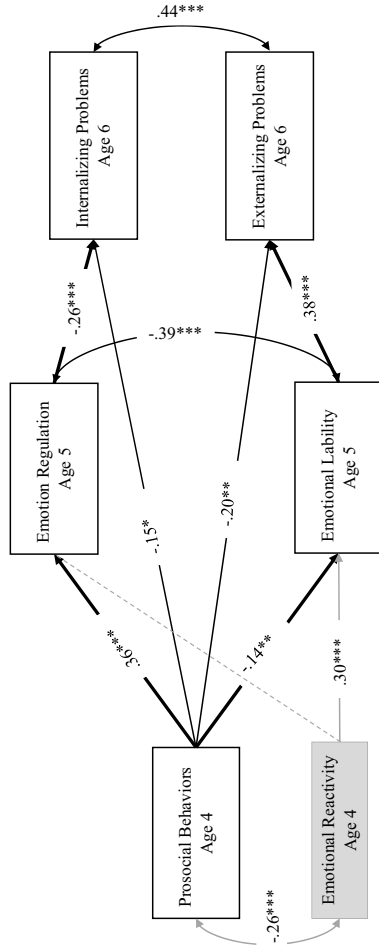 Prosocial Behaviors
Age 4
Emotional Reactivity
Age 4
-.26***
.36***
-.14**
.30***
-.15*
-.20**
Emotion Regulation
Age 5
Emotional Lability
Age 5
-.39***
-.26***
.38***
Internalizing Problems
Age 6
Externalizing Problems
Age 6
.44***